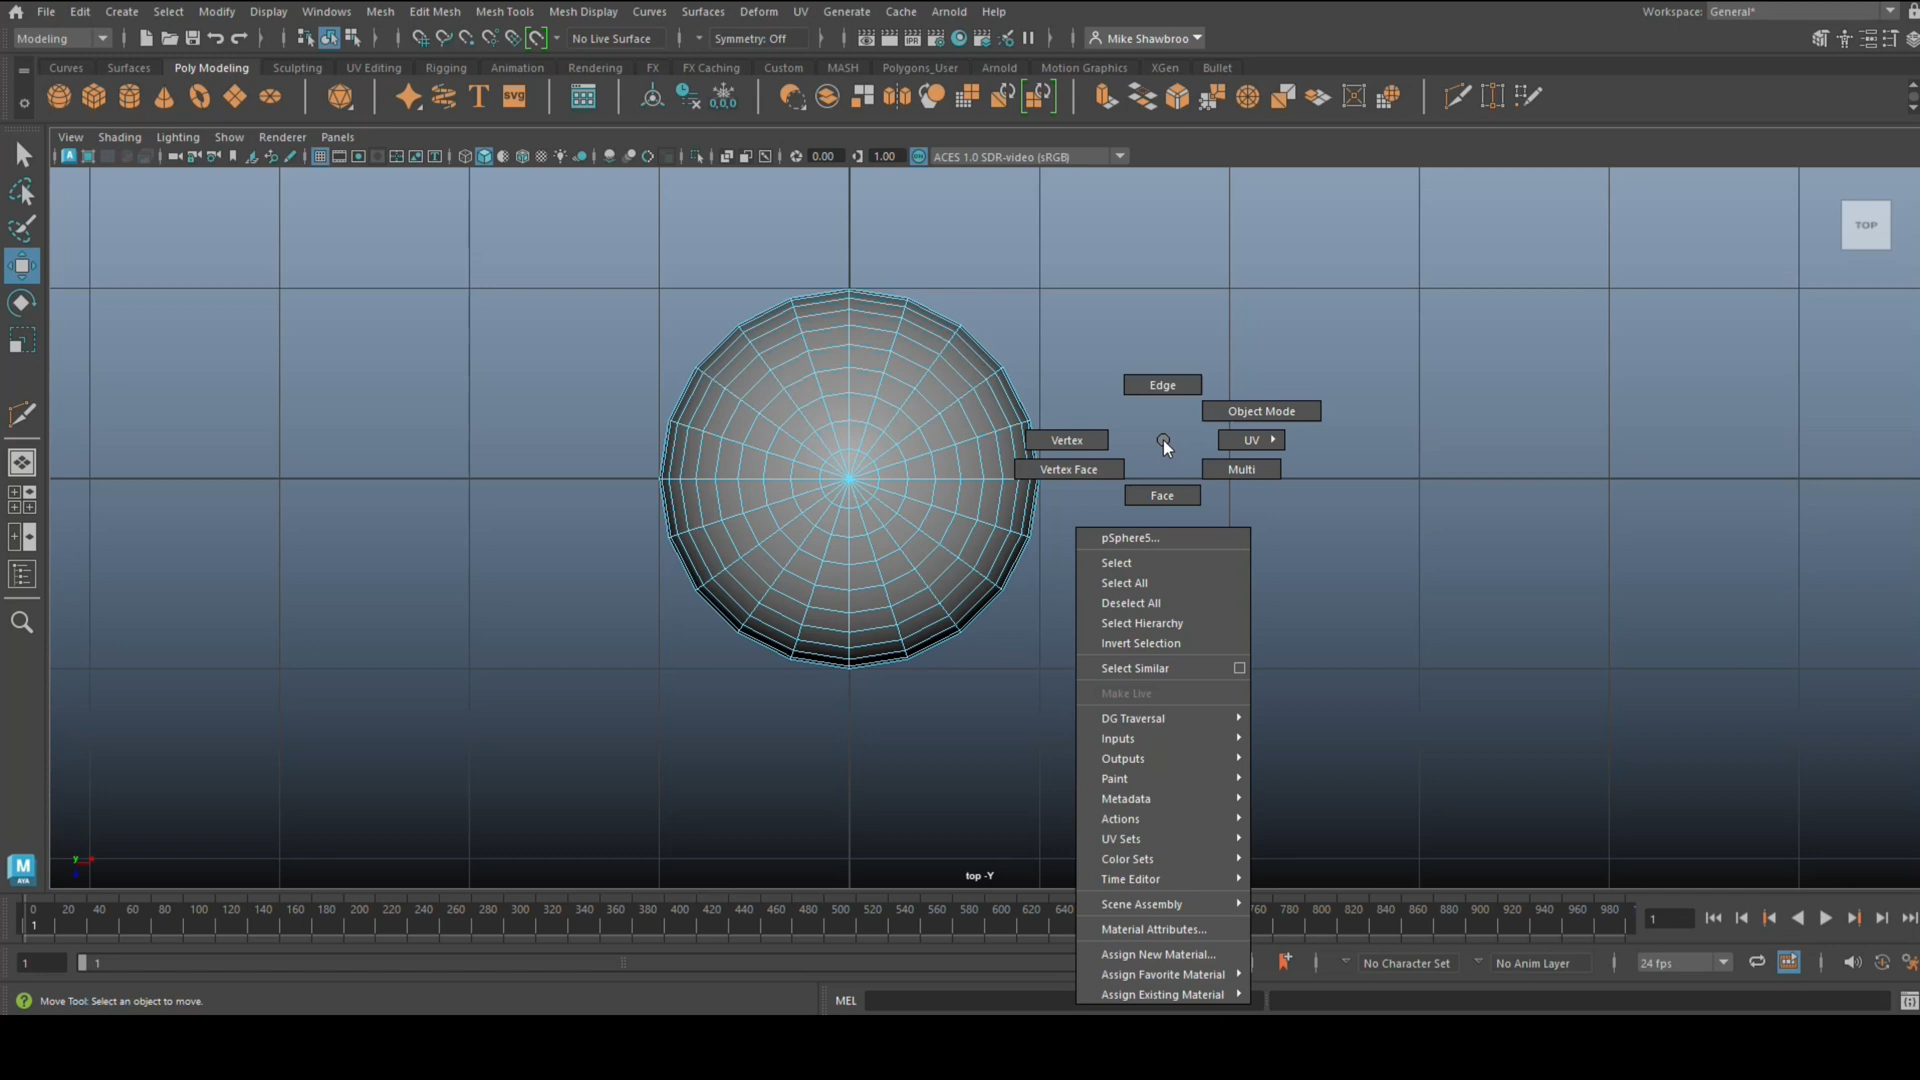 File Edit Create Select Modify Display Windows Mesh Edit Mesh Mesh Tools Mesh Display Curves Surfaces Deform UV Generate Cache Arnold Help Workspace: General*
Modeling No Live Surface Symmetry: Off Mike Shawbroo
Curves Surfaces Poly Modeling Sculpting UV Editing Rigging Animation Rendering FX FX Caching Custom MASH Polygons_User Arnold Motion Graphics XGen Bullet
T svg 0,0,0
View Shading Lighting Show Renderer Panels
0.00 1.00 ACES 1.0 SDR-video (sRGB)
TOP
Edge
Object Mode
Vertex UV
Vertex Face Multi
Face
pSphere5...
Select
Select All
Deselect All
Select Hierarchy
Invert Selection
Select Similar
Make Live
DG Traversal
Inputs
Outputs
Paint
Metadata
Actions
UV Sets
Color Sets
Time Editor
Scene Assembly
Material Attributes...
Assign New Material...
Assign Favorite Material
Assign Existing Material
y
M
AYA
top -Y
0 20 40 60 80 100 120 140 160 180 200 220 240 260 280 300 320 340 360 380 400 420 440 460 480 500 520 540 560 580 600 620 640 760 780 800 820 840 860 880 900 920 940 960 980
1 1
1 1 No Character Set No Anim Layer 24 fps
Move Tool: Select an object to move. MEL